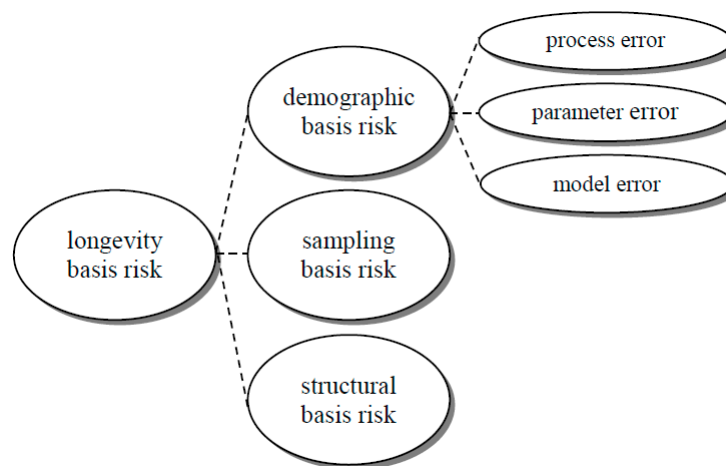 process error
demographic
basis risk
parameter error
model error
longevity
basis risk
sampling
basis risk
structural
basis risk